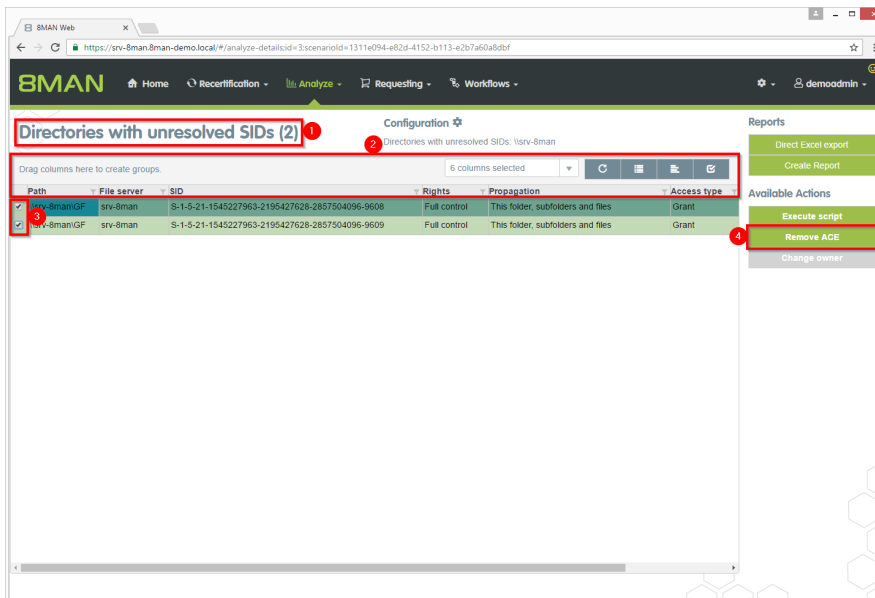 8MAN Web
https://srv-8man.8man-demo.local/#/analyze-details:id=3:scenarioId=1311e094-e82d-4152-b113-e2b7a60a8dbf
8MAN Home Recertification Analyze Requesting Workflows demoadmin
Directories with unresolved SIDs (2) 1
Configuration
2 Directories with unresolved SIDs: \\srv-8man
Reports
Direct Excel export
Create Report
Drag columns here to create groups. 6 columns selected
Path File server SID Rights Propagation Access type
\\srv-8man\GF srv-8man S-1-5-21-1545227963-2195427628-2857504096-9608 Full control This folder, subfolders and files Grant
3
\\srv-8man\GF srv-8man S-1-5-21-1545227963-2195427628-2857504096-9609 Full control This folder, subfolders and files Grant
Available Actions
Execute script
4 Remove ACE
Change owner